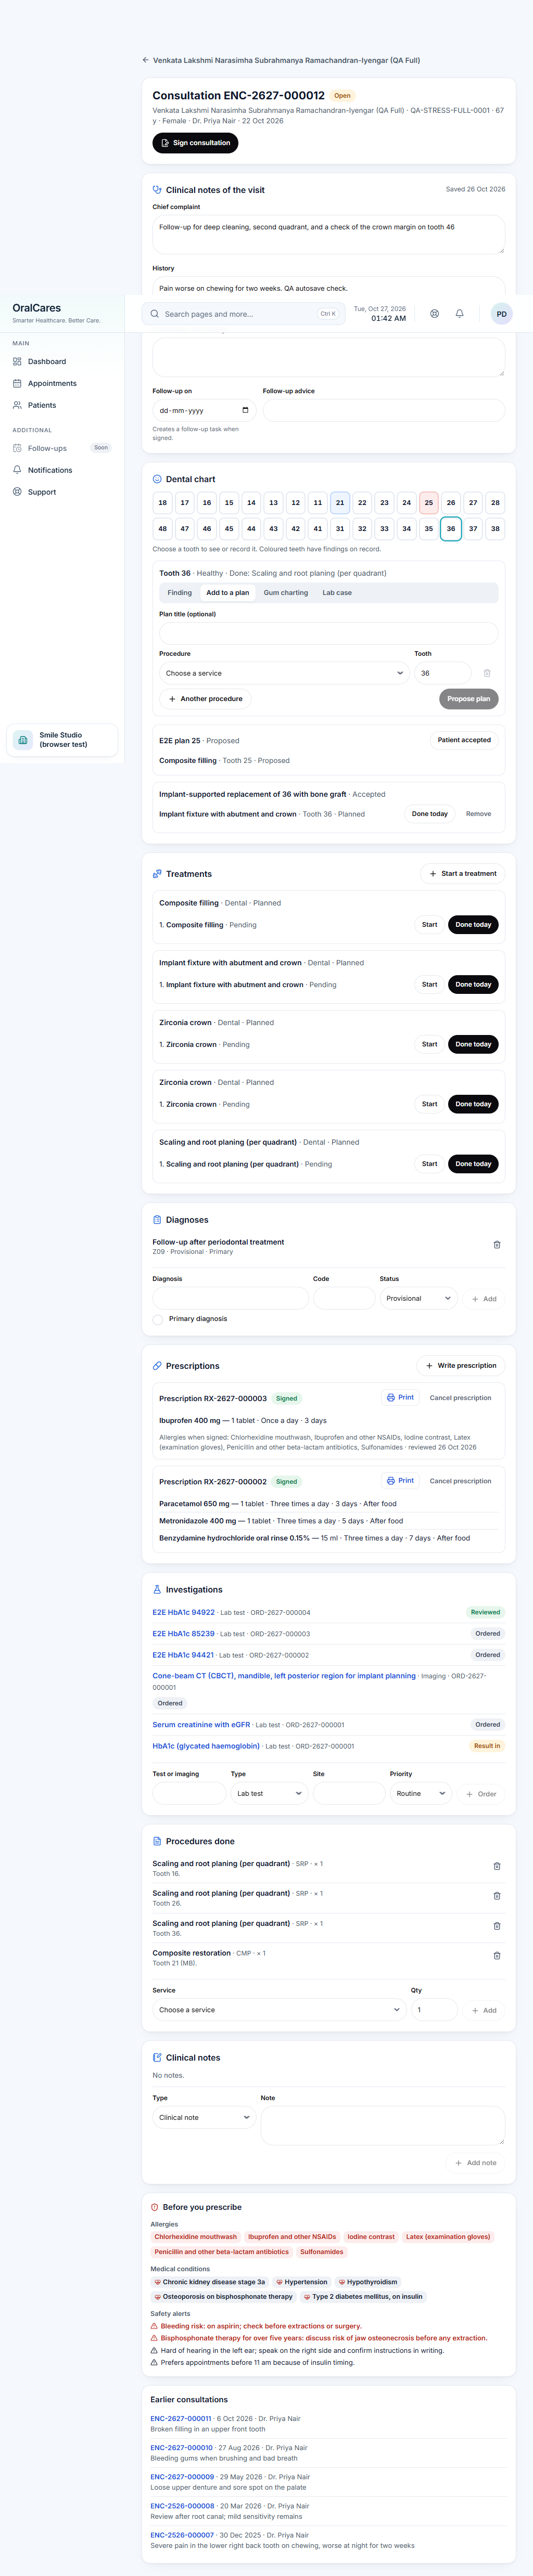 Venkata Lakshmi Narasimha Subrahmanya Ramachandran-Iyengar (QA Full)
Consultation ENC-2627-000012 Open
Venkata Lakshmi Narasimha Subrahmanya Ramachandran-Iyengar (QA Full) · QA-STRESS-FULL-0001 · 67
y · Female · Dr. Priya Nair · 22 Oct 2026
Sign consultation
Clinical notes of the visit Saved 26 Oct 2026
Chief complaint
Follow-up for deep cleaning, second quadrant, and a check of the crown margin on tooth 46
History
Pain worse on chewing for two weeks. QA autosave check.
OralCares
Smarter Healthcare. Better Care.
Search pages and more... Ctrl K
Tue, Oct 27, 2026
01:42 AM
PD
MAIN
Dashboard
Appointments
Patients
ADDITIONAL
Follow-ups Soon
Notifications
Support
Smile Studio
(browser test)
Follow-up on Follow-up advice
dd-mm-yyyy
Creates a follow-up task when
signed.
Dental chart
18 17 16 15 14 13 12 11 21 22 23 24 25 26 27 28
48 47 46 45 44 43 42 41 31 32 33 34 35 36 37 38
Choose a tooth to see or record it. Coloured teeth have findings on record.
Tooth 36 · Healthy · Done: Scaling and root planing (per quadrant)
Finding Add to a plan Gum charting Lab case
Plan title (optional)
Procedure Tooth
Choose a service 36
Another procedure Propose plan
E2E plan 25 · Proposed Patient accepted
Composite filling · Tooth 25 · Proposed
Implant-supported replacement of 36 with bone graft · Accepted
Implant fixture with abutment and crown · Tooth 36 · Planned Done today Remove
Treatments Start a treatment
Composite filling · Dental · Planned
1. Composite filling · Pending Start Done today
Implant fixture with abutment and crown · Dental · Planned
1. Implant fixture with abutment and crown · Pending Start Done today
Zirconia crown · Dental · Planned
1. Zirconia crown · Pending Start Done today
Zirconia crown · Dental · Planned
1. Zirconia crown · Pending Start Done today
Scaling and root planing (per quadrant) · Dental · Planned
1. Scaling and root planing (per quadrant) · Pending Start Done today
Diagnoses
Follow-up after periodontal treatment
Z09 · Provisional · Primary
Diagnosis Code Status
Provisional Add
Primary diagnosis
Prescriptions Write prescription
Prescription RX-2627-000003 Signed Print Cancel prescription
Ibuprofen 400 mg — 1 tablet · Once a day · 3 days
Allergies when signed: Chlorhexidine mouthwash, Ibuprofen and other NSAIDs, Iodine contrast, Latex
(examination gloves), Penicillin and other beta-lactam antibiotics, Sulfonamides · reviewed 26 Oct 2026
Prescription RX-2627-000002 Signed Print Cancel prescription
Paracetamol 650 mg — 1 tablet · Three times a day · 3 days · After food
Metronidazole 400 mg — 1 tablet · Three times a day · 5 days · After food
Benzydamine hydrochloride oral rinse 0.15% — 15 ml · Three times a day · 7 days · After food
Investigations
E2E HbA1c 94922 · Lab test · ORD-2627-000004 Reviewed
E2E HbA1c 85239 · Lab test · ORD-2627-000003 Ordered
E2E HbA1c 94421 · Lab test · ORD-2627-000002 Ordered
Cone-beam CT (CBCT), mandible, left posterior region for implant planning · Imaging · ORD-2627-
000001
Ordered
Serum creatinine with eGFR · Lab test · ORD-2627-000001 Ordered
HbA1c (glycated haemoglobin) · Lab test · ORD-2627-000001 Result in
Test or imaging Type Site Priority
Lab test Routine Order
Procedures done
Scaling and root planing (per quadrant) · SRP · × 1
Tooth 16.
Scaling and root planing (per quadrant) · SRP · × 1
Tooth 26.
Scaling and root planing (per quadrant) · SRP · × 1
Tooth 36.
Composite restoration · CMP · × 1
Tooth 21 (MB).
Service Qty
Choose a service 1 Add
Clinical notes
No notes.
Type Note
Clinical note
Add note
Before you prescribe
Allergies
Chlorhexidine mouthwash Ibuprofen and other NSAIDs Iodine contrast Latex (examination gloves)
Penicillin and other beta-lactam antibiotics Sulfonamides
Medical conditions
Chronic kidney disease stage 3a Hypertension Hypothyroidism
Osteoporosis on bisphosphonate therapy Type 2 diabetes mellitus, on insulin
Safety alerts
Bleeding risk: on aspirin; check before extractions or surgery.
Bisphosphonate therapy for over five years: discuss risk of jaw osteonecrosis before any extraction.
Hard of hearing in the left ear; speak on the right side and confirm instructions in writing.
Prefers appointments before 11 am because of insulin timing.
Earlier consultations
ENC-2627-000011 · 6 Oct 2026 · Dr. Priya Nair
Broken filling in an upper front tooth
ENC-2627-000010 · 27 Aug 2026 · Dr. Priya Nair
Bleeding gums when brushing and bad breath
ENC-2627-000009 · 29 May 2026 · Dr. Priya Nair
Loose upper denture and sore spot on the palate
ENC-2526-000008 · 20 Mar 2026 · Dr. Priya Nair
Review after root canal; mild sensitivity remains
ENC-2526-000007 · 30 Dec 2025 · Dr. Priya Nair
Severe pain in the lower right back tooth on chewing, worse at night for two weeks